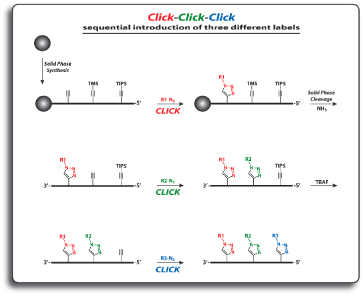 Click-Click-Click
sequential introduction of three different labels
Solid Phase
Synthesis
TMS TIPS
-5'
R1-N3
CLICK
R1
N N N
TMS TIPS
-5'
Solid Phase
Cleavage
NH3
R1
N N N
TIPS
3'- -5'
R2-N3
CLICK
R1 R2
N N N N N N
TIPS
3'- -5'
TBAF
R1 R2
N N N N N N
3'- -5'
R3-N3
CLICK
R1 R2 R3
N N N N N N N N N
3'- -5'